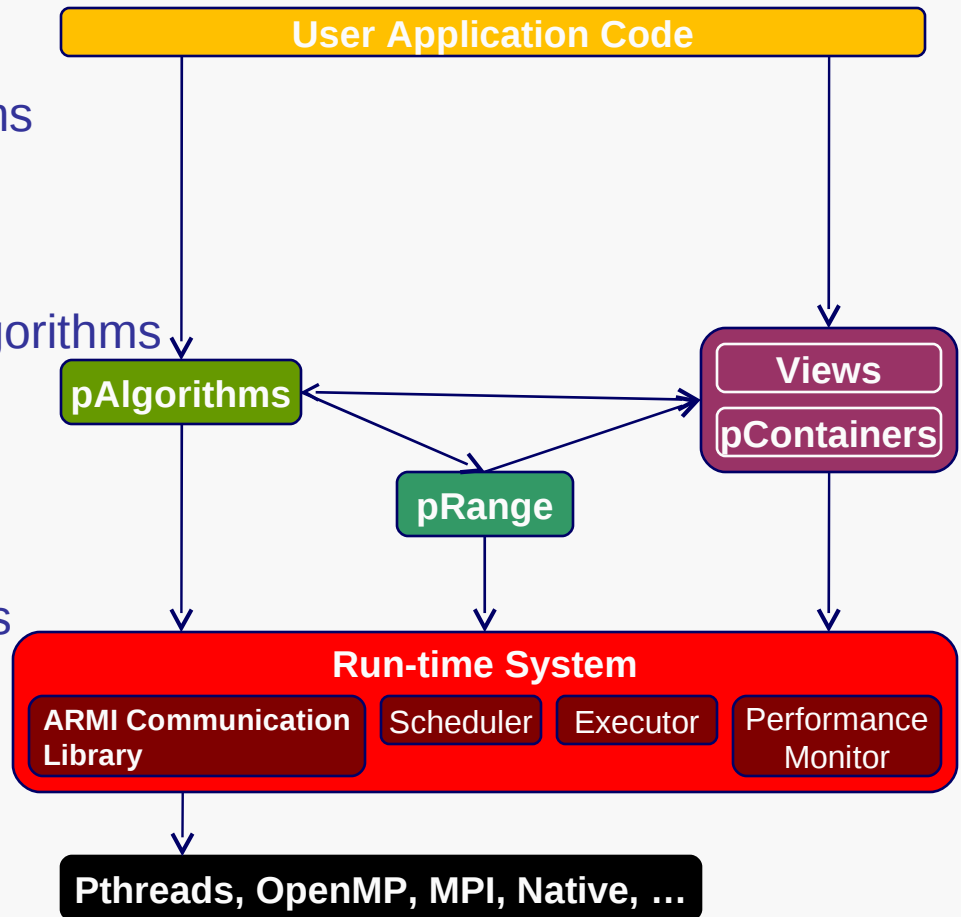 User Application Code
ns
gorithms
pAlgorithms
Views
pContainers
pRange
s
Run-time System
ARMI Communication
Library
Scheduler
Executor
Performance
Monitor
Pthreads, OpenMP, MPI, Native, …